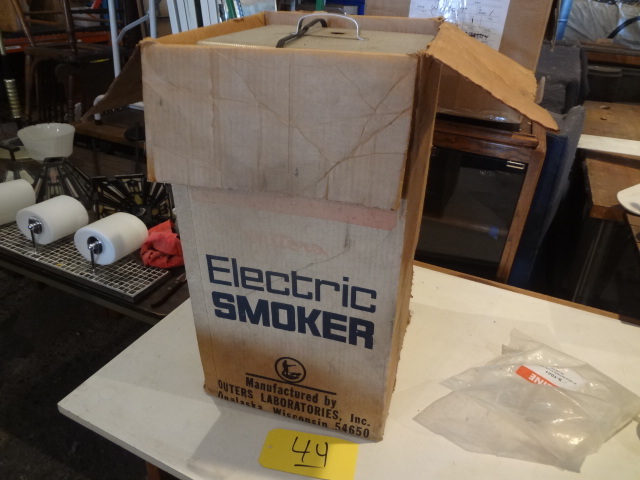 Electric
SMOKER
Manufactured by
OUTERS LABORATORIES, Inc.
Onalaska, Wisconsin 54650
44